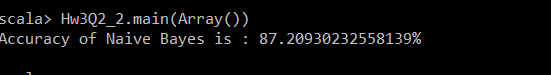 scala> Hw3Q2_2.main(Array())
Accuracy of Naive Bayes is : 87.20930232558139%